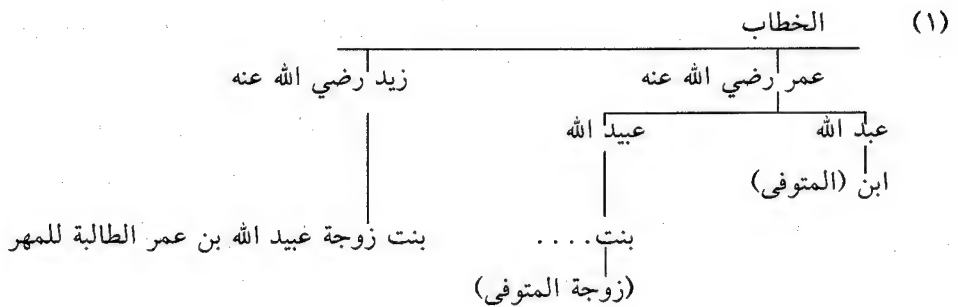 (١) الخطاب
عمر رضي الله عنه زيد رضي الله عنه
عبد الله عبيد الله
ابن (المتوفى)
بنت.... بنت زوجة عبيد الله بن عمر الطالبة للمهر
(زوجة المتوفى)